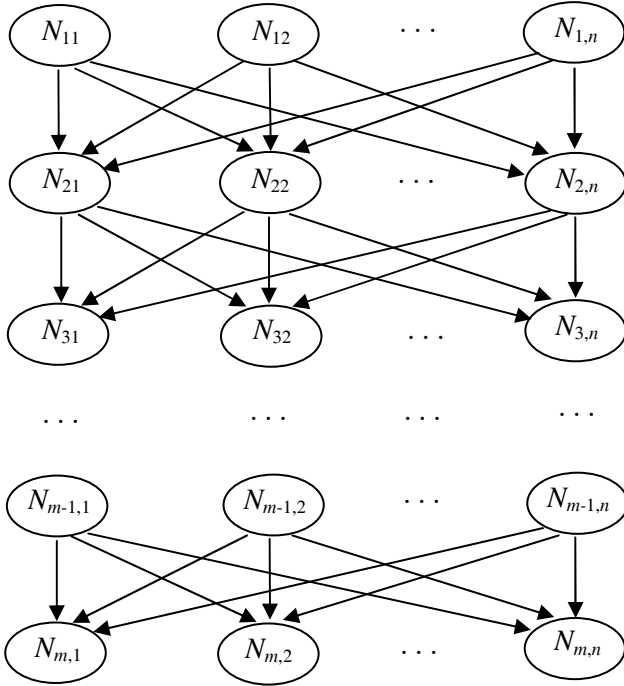 N11 N12 . . . N1,n
N21 N22 . . . N2,n
N31 N32 . . . N3,n
. . . . . . . . . . . .
Nm-1,1 Nm-1,2 . . . Nm-1,n
Nm,1 Nm,2 . . . Nm,n